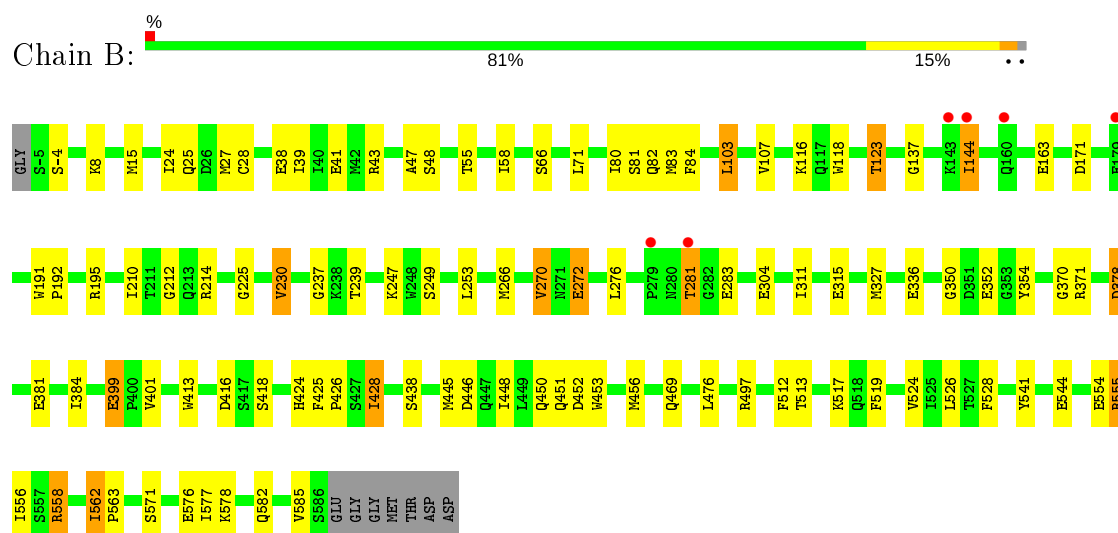 %
Chain B:
81% 15% • •
GLY S-5 S-4 K8 M15 I24 Q25 D26 M27 C28 E38 I39 I40 E41 M42 R43 A47 S48 T55 I58 S66 L71 I80 S81 Q82 M83 F84 L103 V107 K116 Q117 W118 T123 G137 K143 I144 Q160 E163 D171 E179
W191 P192 R195 I210 T211 G212 Q213 R214 G225 V230 G237 K238 T239 K247 W248 S249 L253 M266 V270 N271 E272 L276 P279 N280 T281 G282 E283 E304 I311 E315 M327 E336 G350 D351 E352 G353 Y354 G370 R371 D378
E381 I384 E399 P400 V401 W413 D416 S417 S418 H424 F425 P426 S427 I428 S438 M445 D446 Q447 I448 L449 Q450 Q451 D452 W453 M456 Q469 L476 R497 F512 T513 K517 Q518 F519 V524 I525 L526 T527 F528 Y541 E544 E554 R555
I556 S557 R558 I562 P563 S571 E576 I577 K578 Q582 V585 S586 GLU GLY GLY MET THR ASP ASP